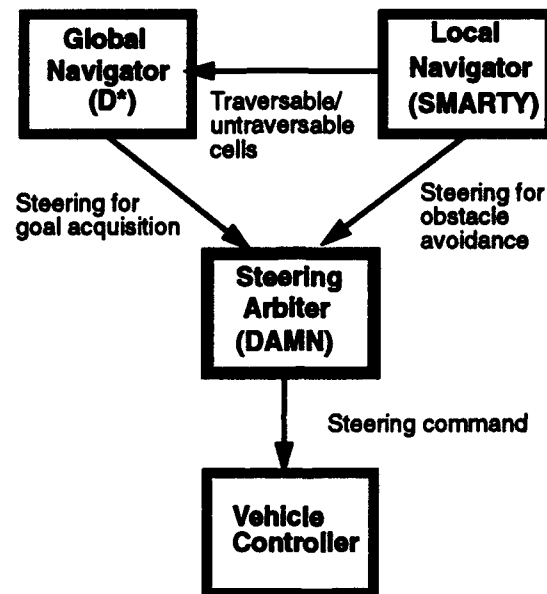 Global
Navigator
(D*)
Local
Navigator
(SMARTY)
Traversable/
untraversable
cells
Steering for
goal acquisition
Steering for
obstacle
avoidance
Steering
Arbiter
(DAMN)
Steering command
Vehicle
Controller